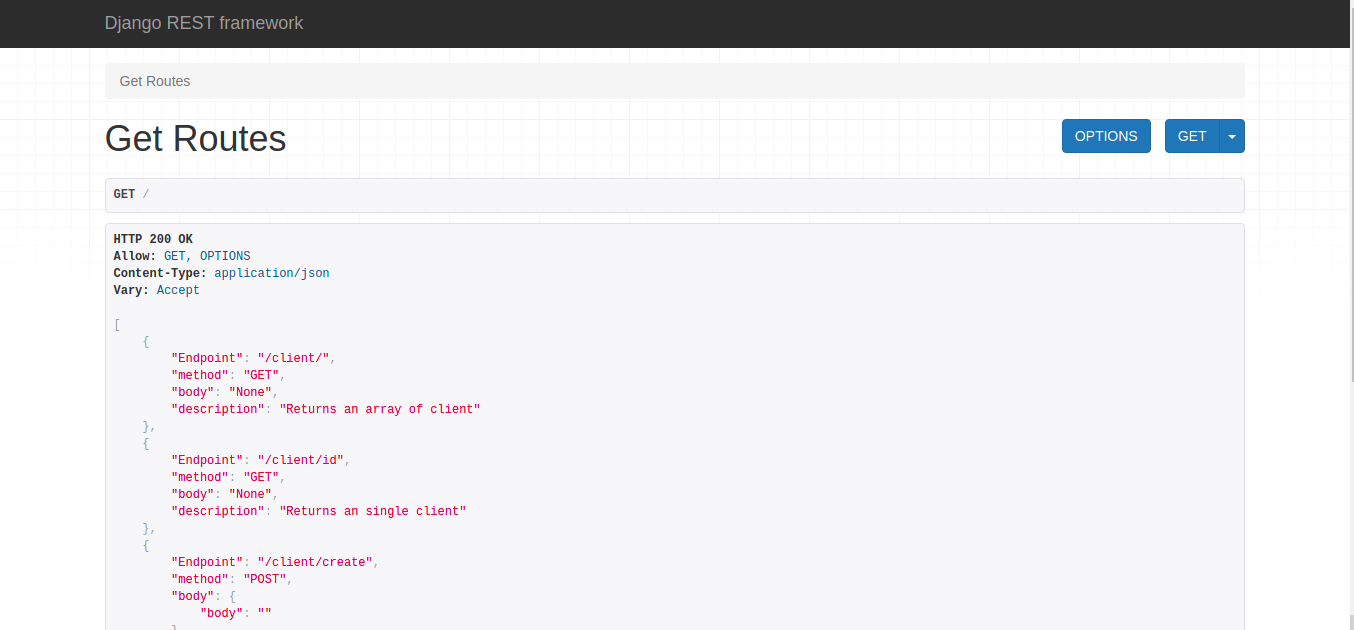 Django REST framework
Get Routes
Get Routes
OPTIONS
GET
GET /
HTTP 200 OK
Allow: GET, OPTIONS
Content-Type: application/json
Vary: Accept
[
    {
        "Endpoint": "/client/",
        "method": "GET",
        "body": "None",
        "description": "Returns an array of client"
    },
    {
        "Endpoint": "/client/id",
        "method": "GET",
        "body": "None",
        "description": "Returns an single client"
    },
    {
        "Endpoint": "/client/create",
        "method": "POST",
        "body": {
            "body": ""
        }